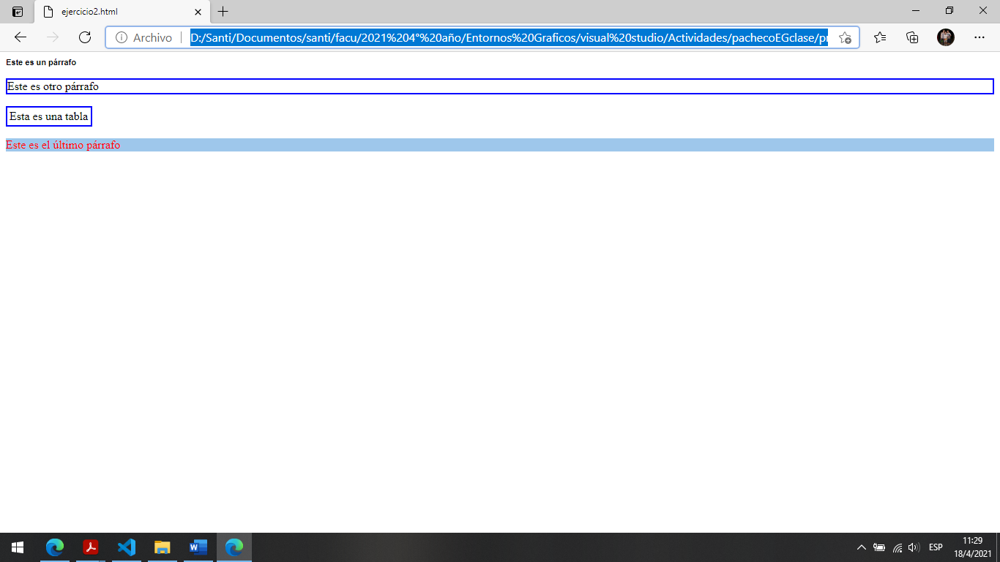 ejercicio2.html
Archivo D:/Santi/Documentos/santi/facu/2021%204°%20año/Entornos%20Graficos/visual%20studio/Actividades/pachecoEGclase/pr
Este es un párrafo
Este es otro párrafo
Esta es una tabla
Este es el último párrafo
ESP
11:29
18/4/2021